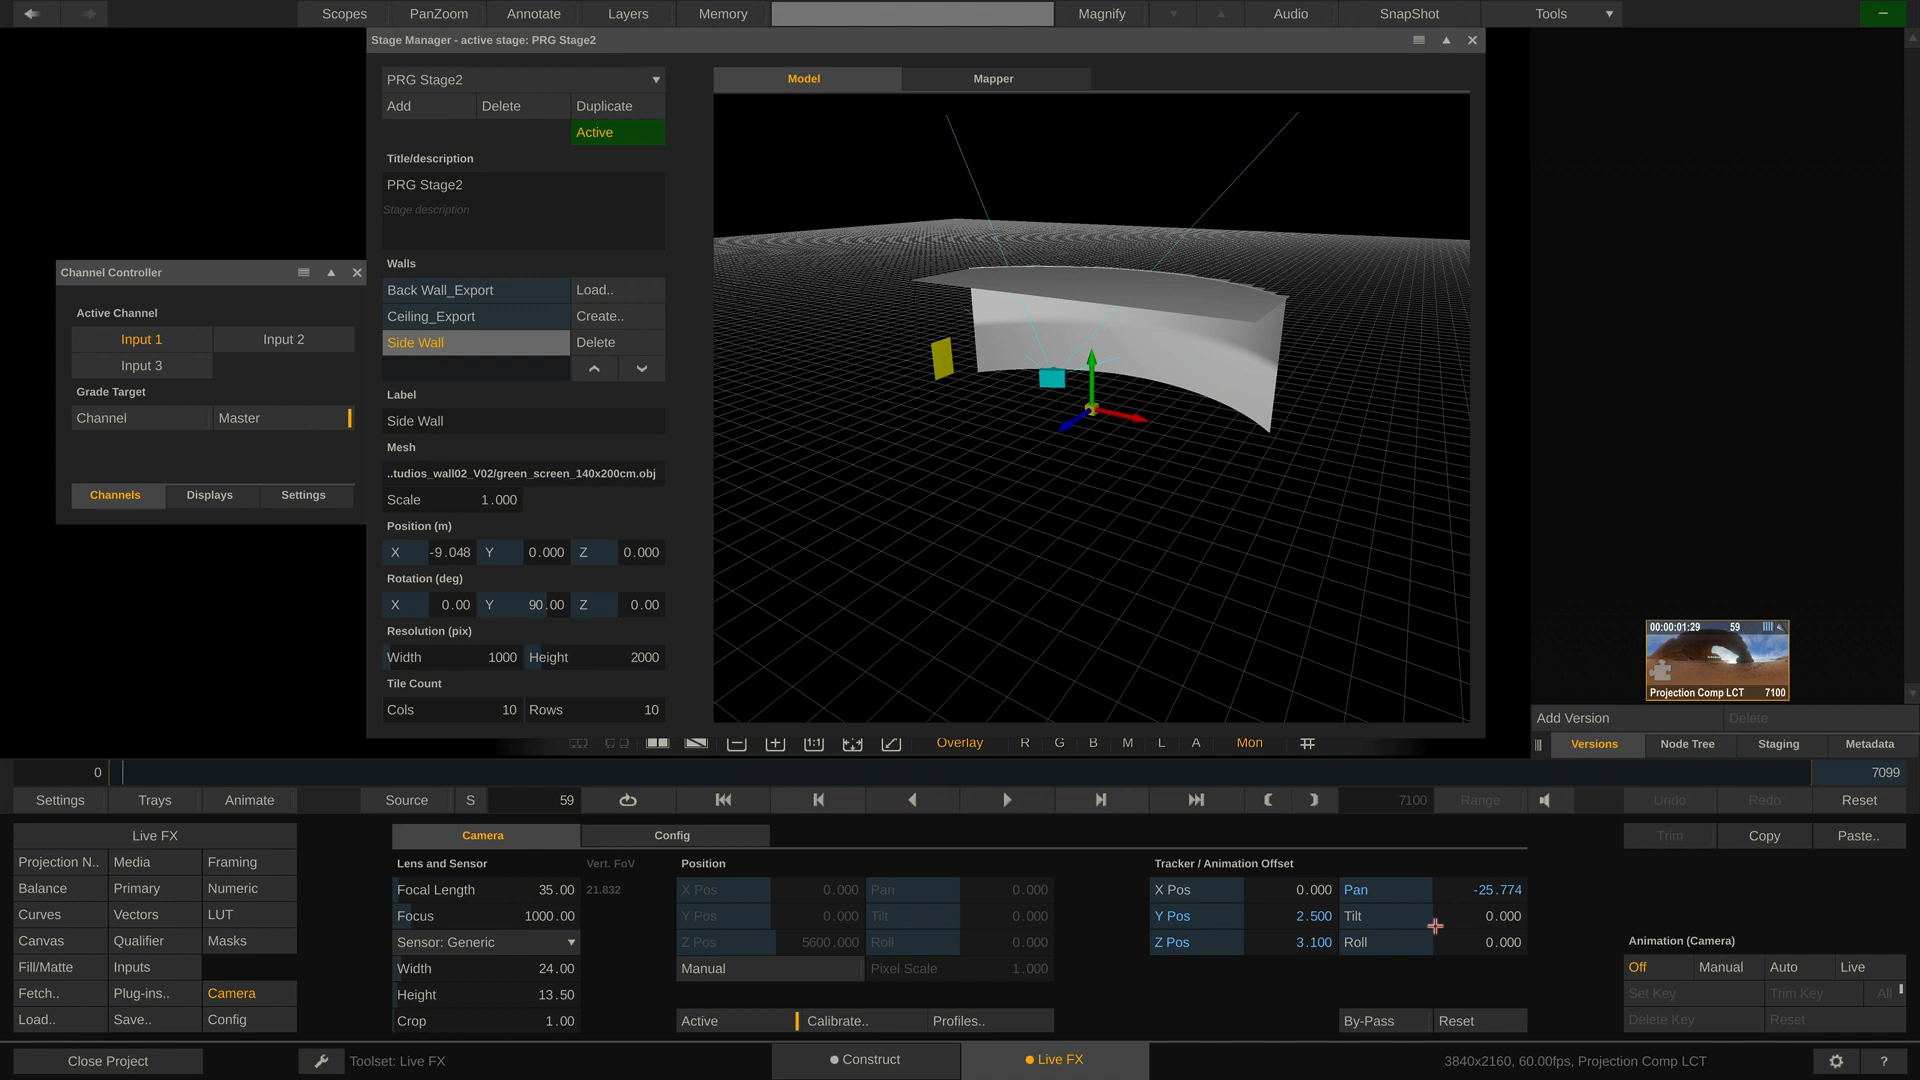 Scopes PanZoom Annotate Layers Memory Magnify Audio SnapShot Tools
Stage Manager - active stage: PRG Stage2
PRG Stage2
Add Delete Duplicate
Active
Title/description
PRG Stage2
Stage description
Walls
Back Wall_Export Load..
Ceiling_Export Create..
Side Wall Delete
Label
Side Wall
Mesh
..tudios_wall02_V02/green_screen_140x200cm.obj
Scale 1.000
Position (m)
X -9.048 Y 0.000 Z 0.000
Rotation (deg)
X 0.00 Y 90.00 Z 0.00
Resolution (pix)
Width 1000 Height 2000
Tile Count
Cols 10 Rows 10
Model Mapper
Channel Controller
Active Channel
Input 1 Input 2
Input 3
Grade Target
Channel Master
Channels Displays Settings
00:00:01:29 59
Projection Comp LCT 7100
Add Version Delete
Versions Node Tree Staging Metadata
1:1 Overlay R G B M L A Mon
0 7099
Settings Trays Animate Source S 59 7100 Range Undo Redo Reset
Live FX
Projection N.. Media Framing
Balance Primary Numeric
Curves Vectors LUT
Canvas Qualifier Masks
Fill/Matte Inputs
Fetch.. Plug-ins.. Camera
Load.. Save.. Config
Camera Config
Lens and Sensor Vert. FoV
Focal Length 35.00 21.832
Focus 1000.00
Sensor: Generic
Width 24.00
Height 13.50
Crop 1.00
Position
X Pos 0.000 Pan 0.000
Y Pos 0.000 Tilt 0.000
Z Pos 5600.000 Roll 0.000
Manual Pixel Scale 1.000
Active Calibrate.. Profiles..
Tracker / Animation Offset
X Pos 0.000 Pan -25.774
Y Pos 2.500 Tilt 0.000
Z Pos 3.100 Roll 0.000
By-Pass Reset
Trim Copy Paste..
Animation (Camera)
Off Manual Auto Live
Set Key Trim Key All
Delete Key Reset
Close Project Toolset: Live FX Construct Live FX 3840x2160, 60.00fps, Projection Comp LCT ?